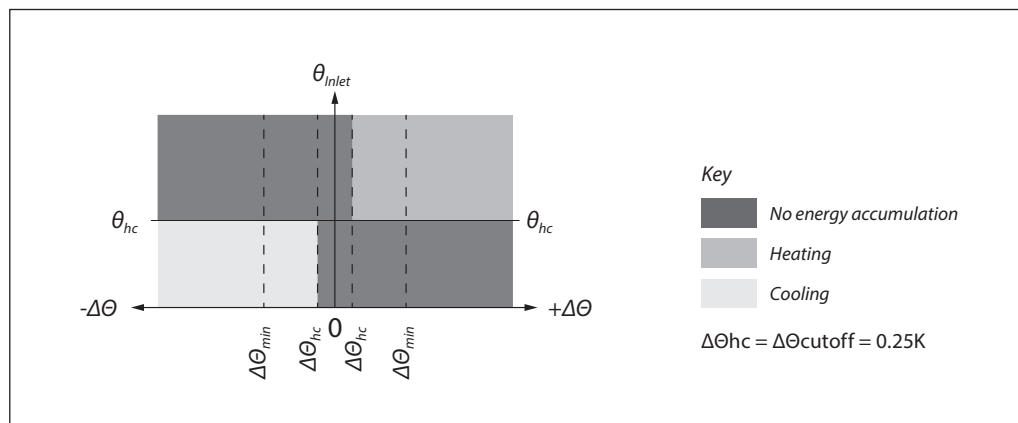 θInlet
θhc
θhc
-ΔΘ
0
+ΔΘ
ΔΘmin
ΔΘhc
ΔΘhc
ΔΘmin
Key
No energy accumulation
Heating
Cooling
ΔΘhc = ΔΘcutoff = 0.25K